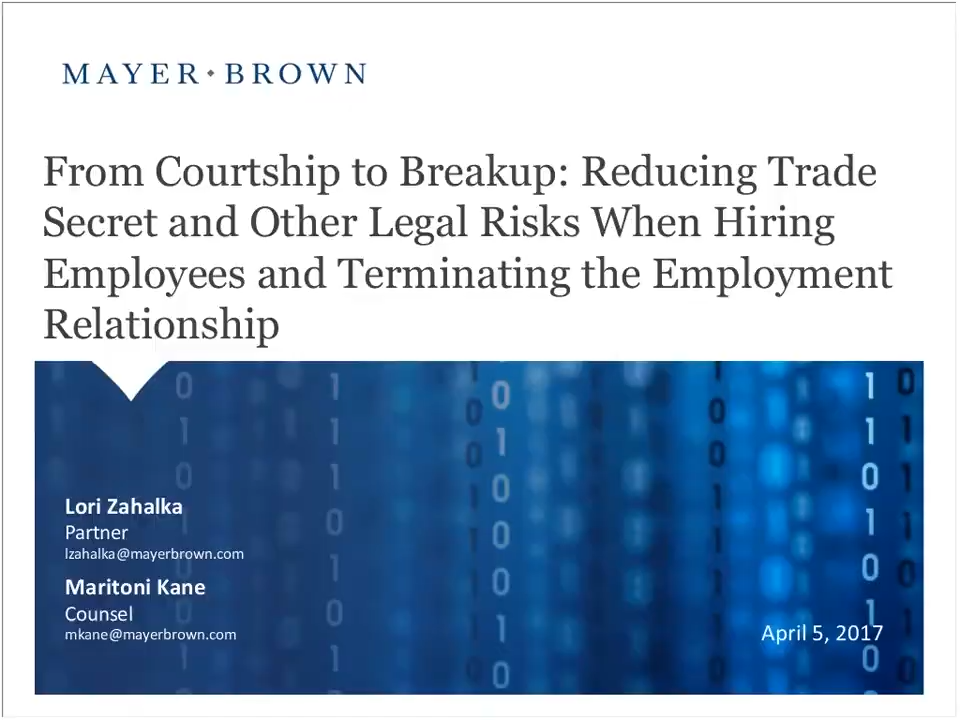 MAYER·BROWN
From Courtship to Breakup: Reducing Trade
Secret and Other Legal Risks When Hiring
Employees and Terminating the Employment
Relationship
Lori Zahalka
Partner
lzahalka@mayerbrown.com
Maritoni Kane
Counsel
mkane@mayerbrown.com
April 5, 2017